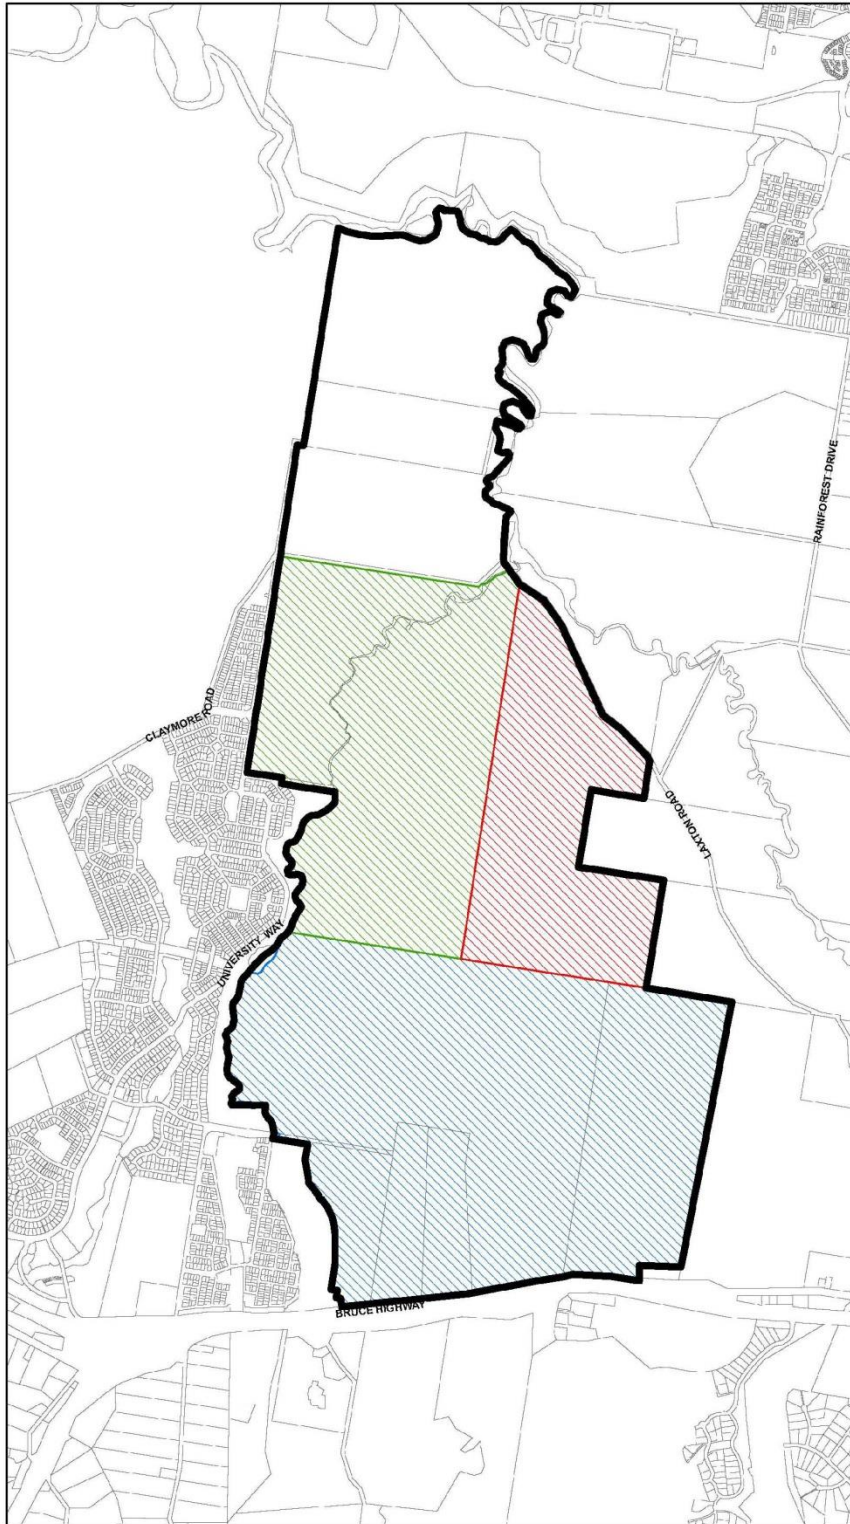 RAINFOREST DRIVE
CLAYMORE ROAD
LAXTON ROAD
UNIVERSITY WAY
BRUCE HIGHWAY